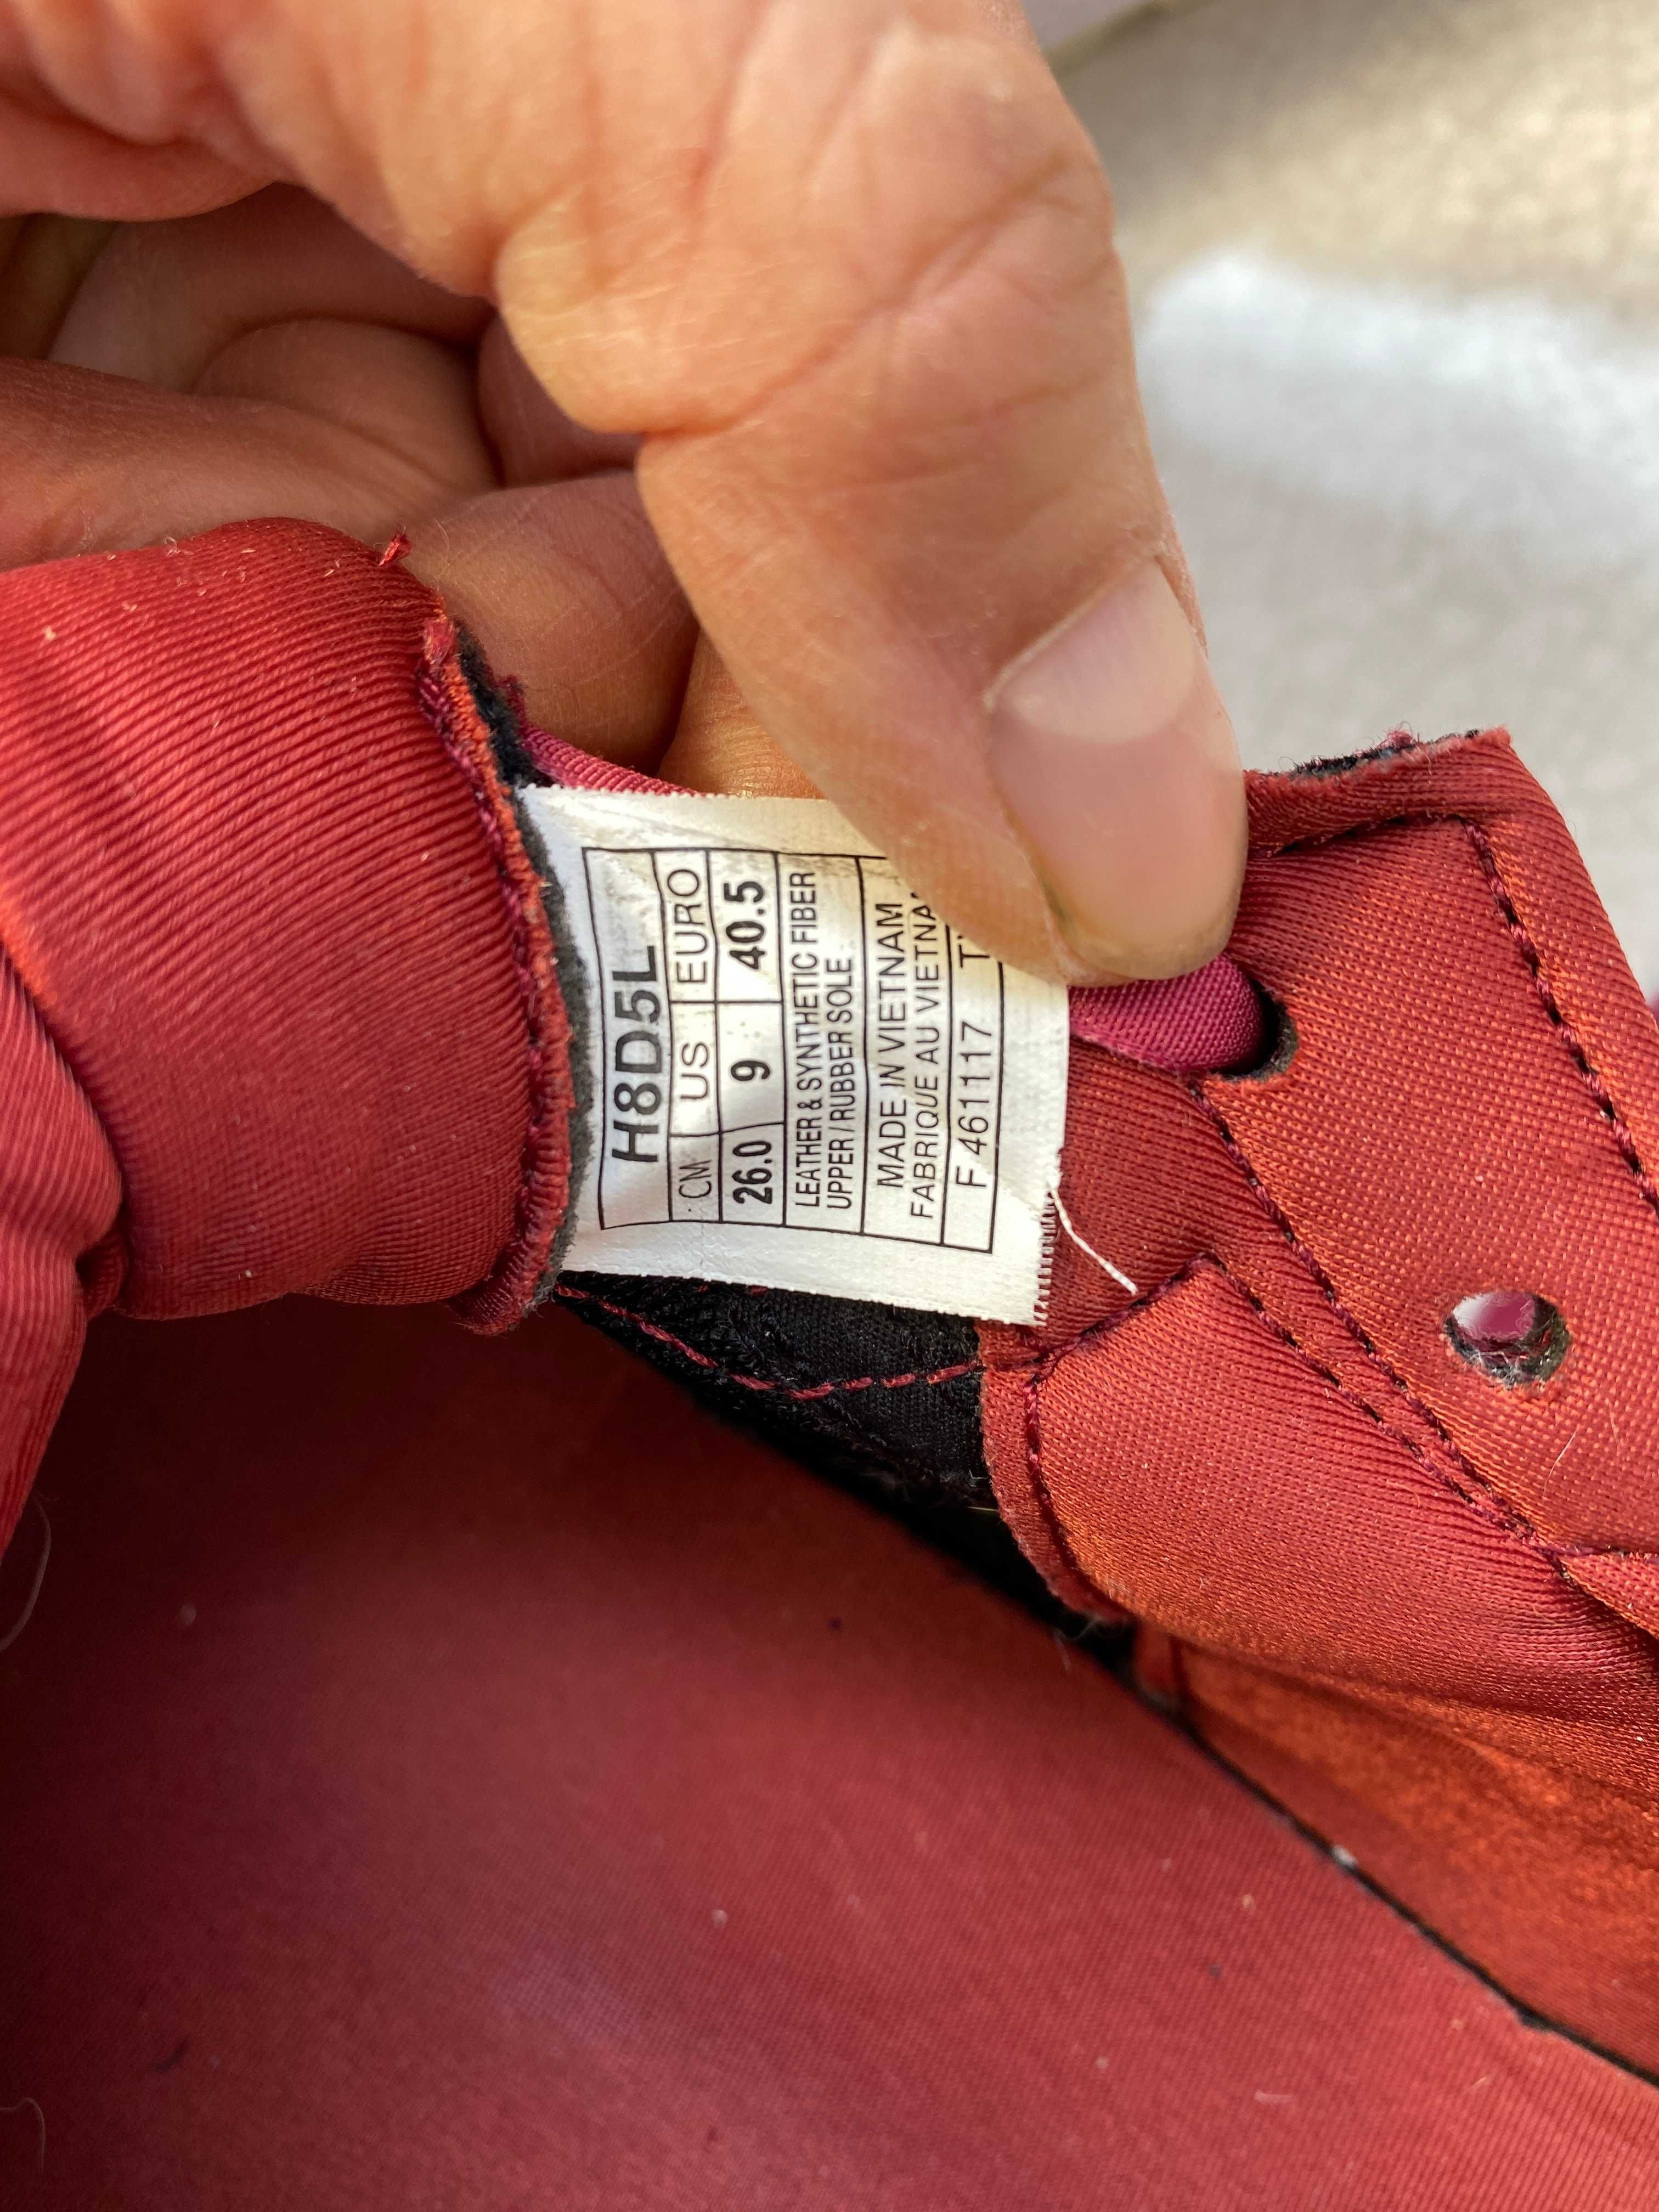 H8D5L
CM US EURO
26.0 9 40.5
LEATHER & SYNTHETIC FIBER
UPPER / RUBBER SOLE
MADE IN VIETNAM
FABRIQUE AU VIETNA
F 461117